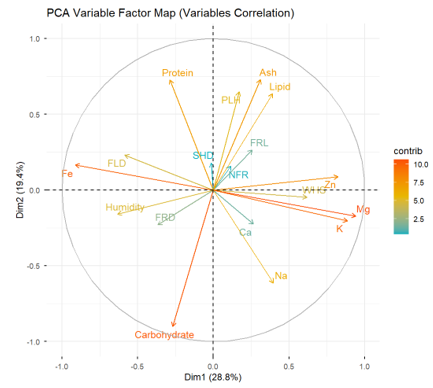 PCA Variable Factor Map (Variables Correlation)
1.0
Protein
Ash
Lipid
PLH
0.5
FRL
SHD
FLD
NFR
Fe
Zn
WHC
0.0
Dim2 (19.4%)
Humidity
FRD
Mg
K
Ca
-0.5
Na
Carbohydrate
-1.0
-1.0
-0.5
0.0
0.5
1.0
Dim1 (28.8%)
contrib
10.0
7.5
5.0
2.5